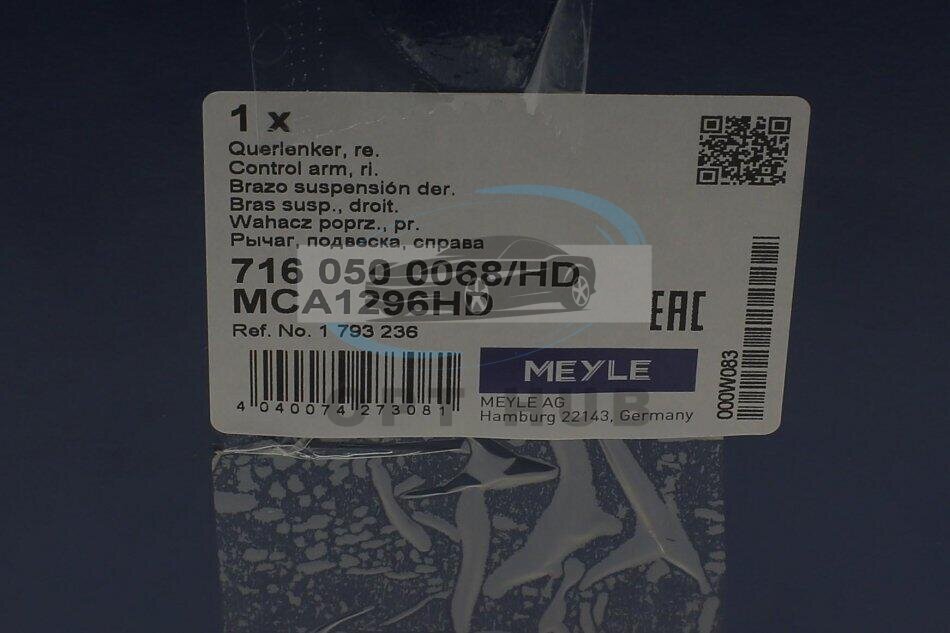 1 x
Querlenker, re.
Control arm, ri.
Brazo suspensión der.
Bras susp., droit.
Wahacz poprz., pr.
Рычаг, подвеска, справа
716 050 0068/HD
MCA1296HD
Ref. No. 1 793 236
EAC
4 040074 273081
MEYLE
MEYLE AG
Hamburg 22143, Germany
000W083
OPT HUB